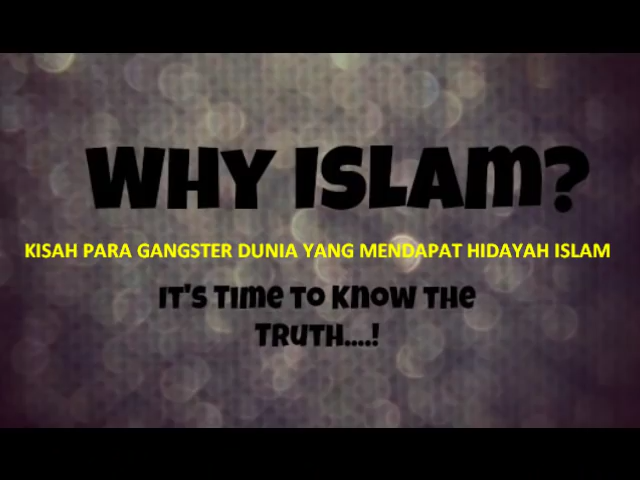 WHY ISLAM?
KISAH PARA GANGSTER DUNIA YANG MENDAPAT HIDAYAH ISLAM
IT'S TIME TO KNOW THE
TRUTH....!